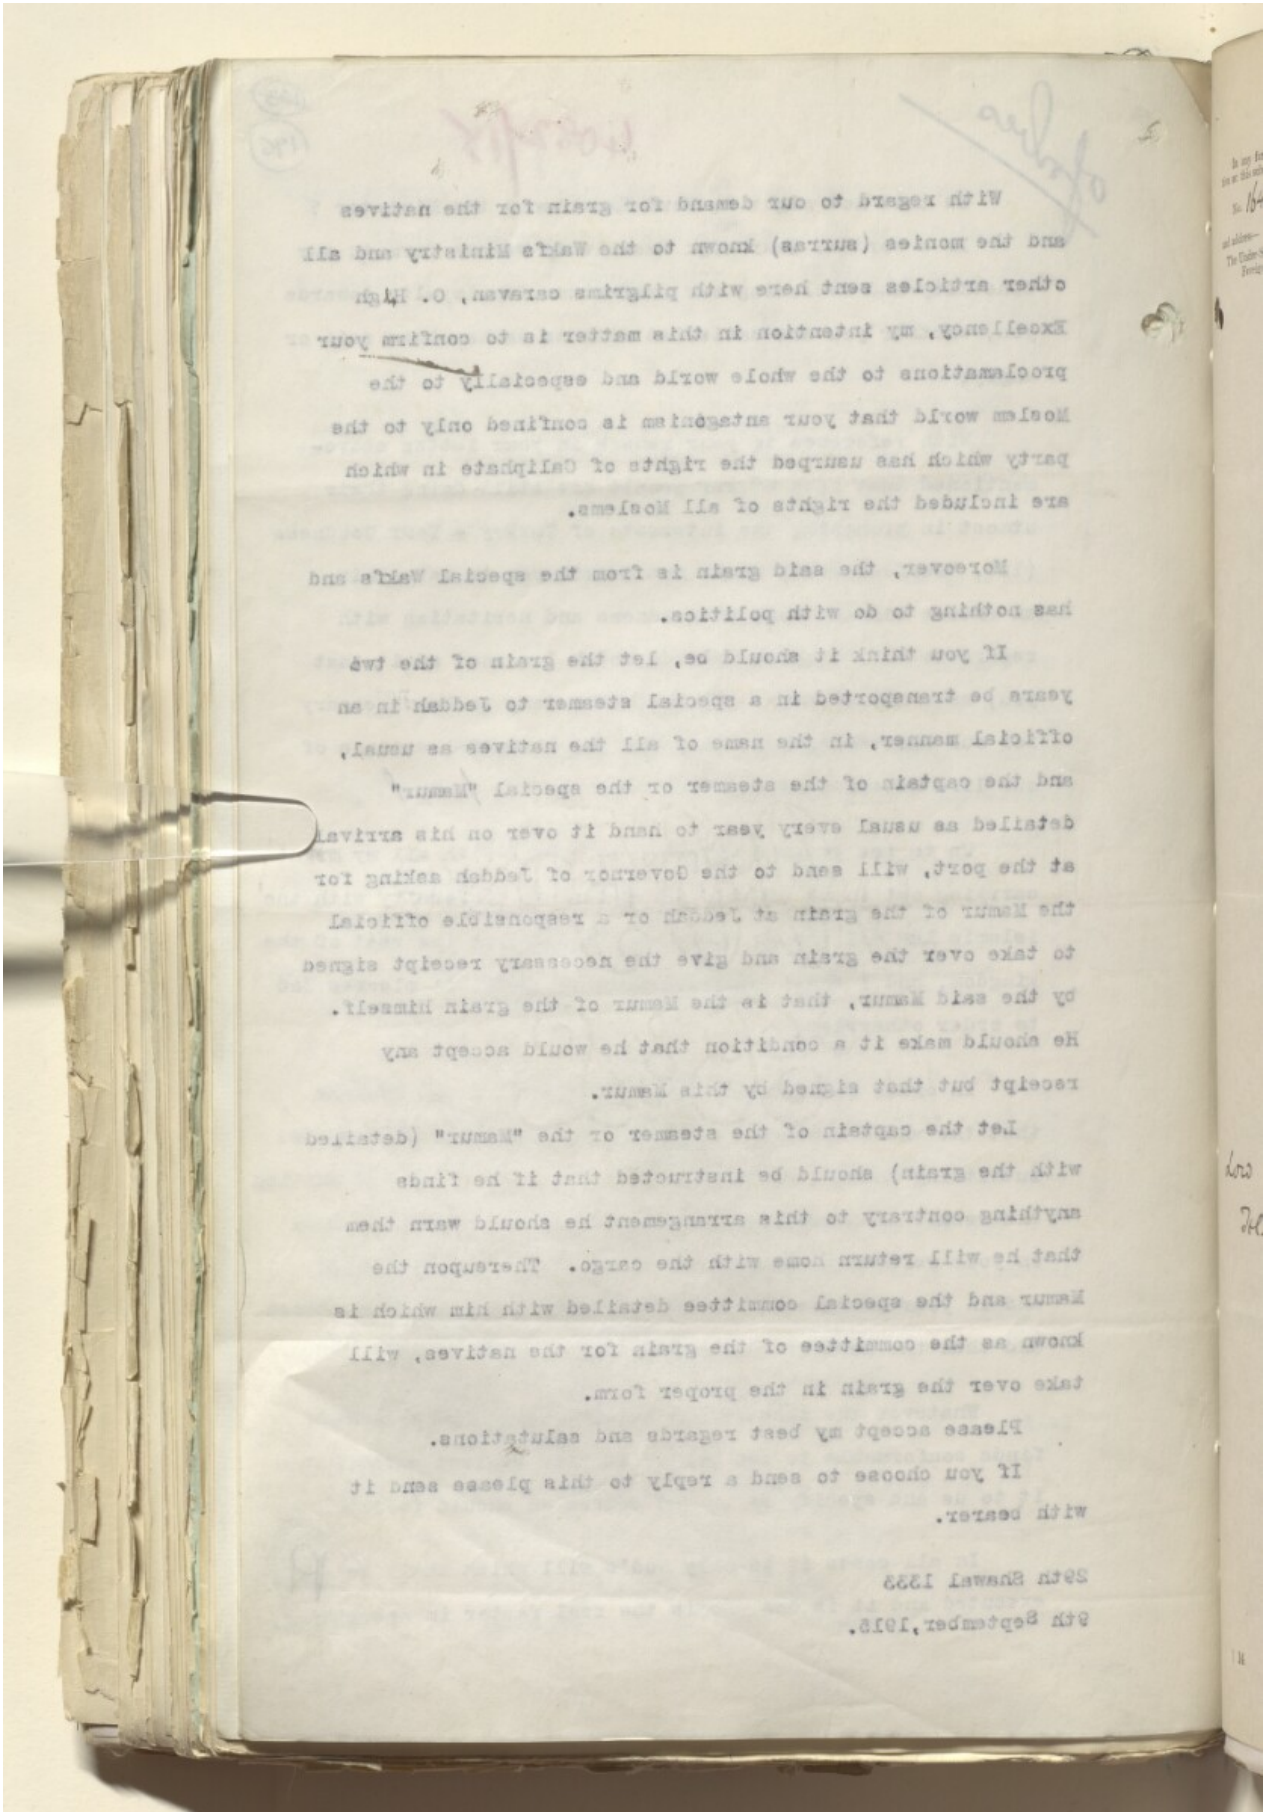 With regard to our demand for grain for the natives
and the monies (surras) known to the Wakfs Ministry and all
other articles sent here with pilgrims caravan, O. High
Excellency, my intention in this matter is to confirm your
proclamations to the whole world and especially to the
Moslem world that your antagonism is confined only to the
party which has usurped the rights of Caliphate in which
are included the rights of all Moslems.
Moreover, the said grain is from the special Wakfs and
has nothing to do with politics.
If you think it should be, let the grain of the two
years be transported in a special steamer to Jeddah in an
official manner, in the name of all the natives as usual,
and the captain of the steamer or the special "Mamur"
detailed as usual every year to hand it over on his arrival
at the port, will send to the Governor of Jeddah asking for
the Mamur of the grain at Jeddah or a responsible official
to take over the grain and give the necessary receipt signed
by the said Mamur, that is the Mamur of the grain himself.
He should make it a condition that he would accept any
receipt but that signed by this Mamur.
Let the captain of the steamer or the "Mamur" (detailed
with the grain) should be instructed that if he finds
anything contrary to this arrangement he should warn them
that he will return home with the cargo. Thereupon the
Mamur and the special committee detailed with him which is
known as the committee of the grain for the natives, will
take over the grain in the proper form.
Please accept my best regards and salutations.
If you choose to send a reply to this please send it
with bearer.
29th Shawal 1333
9th September,1915.